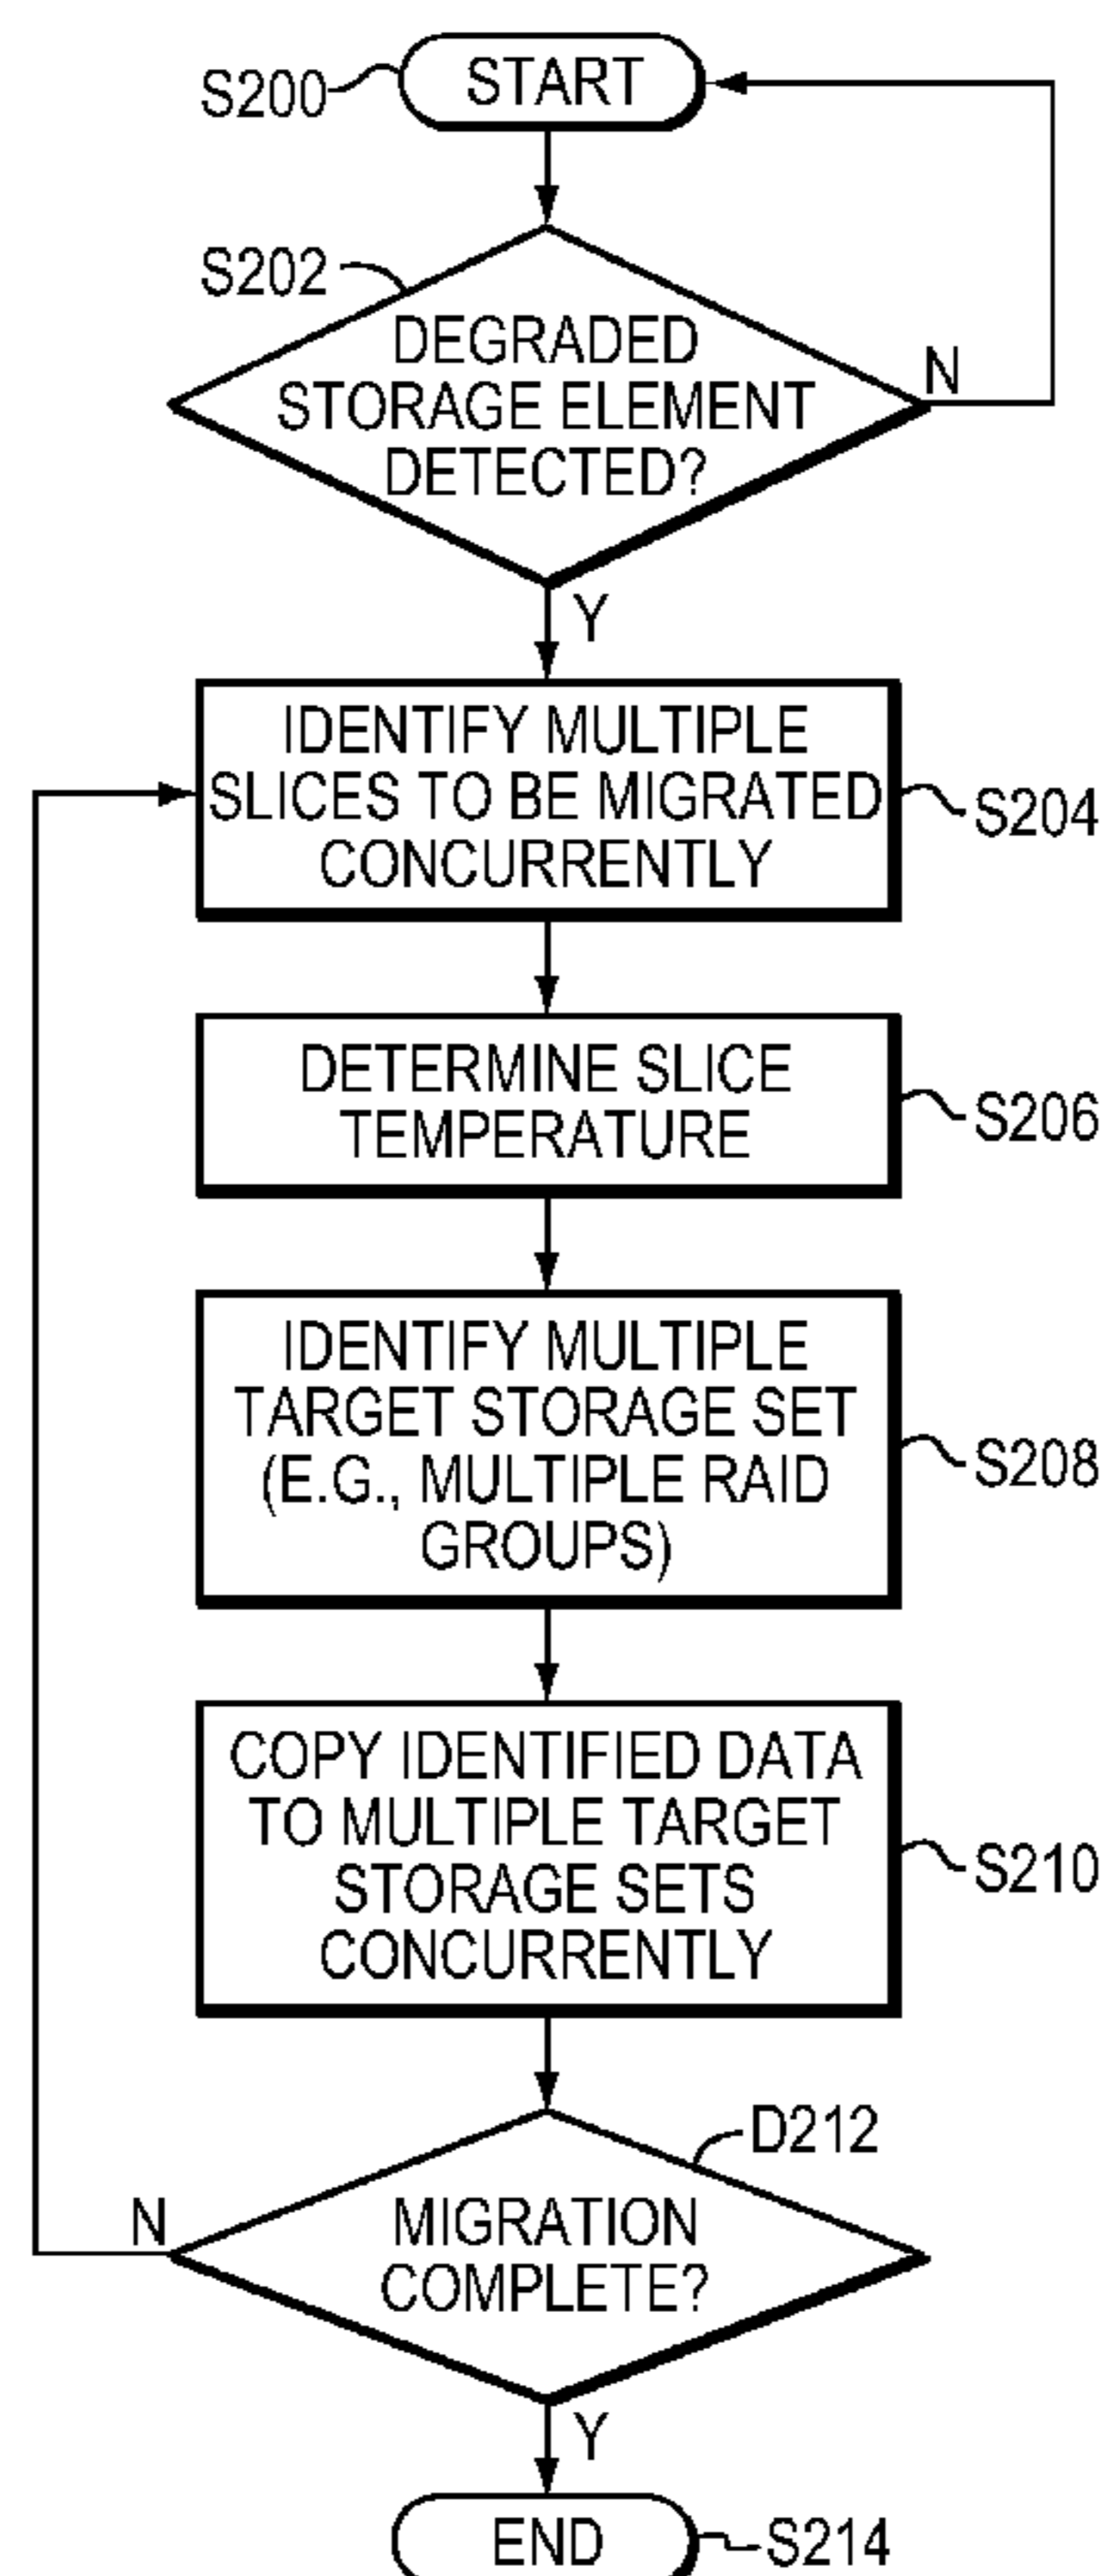 S200
START
S202
DEGRADED
STORAGE ELEMENT
DETECTED?
N
Y
IDENTIFY MULTIPLE
SLICES TO BE MIGRATED
CONCURRENTLY
S204
DETERMINE SLICE
TEMPERATURE
S206
IDENTIFY MULTIPLE
TARGET STORAGE SET
(E.G., MULTIPLE RAID
GROUPS)
S208
COPY IDENTIFIED DATA
TO MULTIPLE TARGET
STORAGE SETS
CONCURRENTLY
S210
D212
N
MIGRATION
COMPLETE?
Y
END
S214